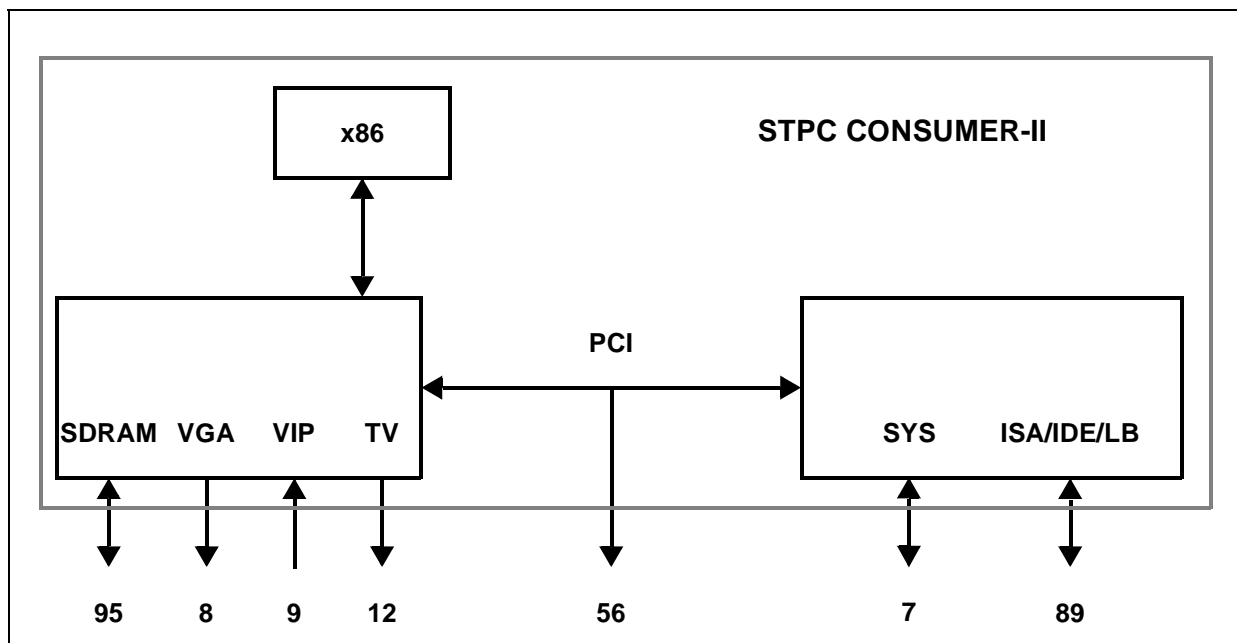 x86
STPC CONSUMER-II
PCI
SDRAM VGA VIP TV
SYS ISA/IDE/LB
95 8 9 12 56 7 89